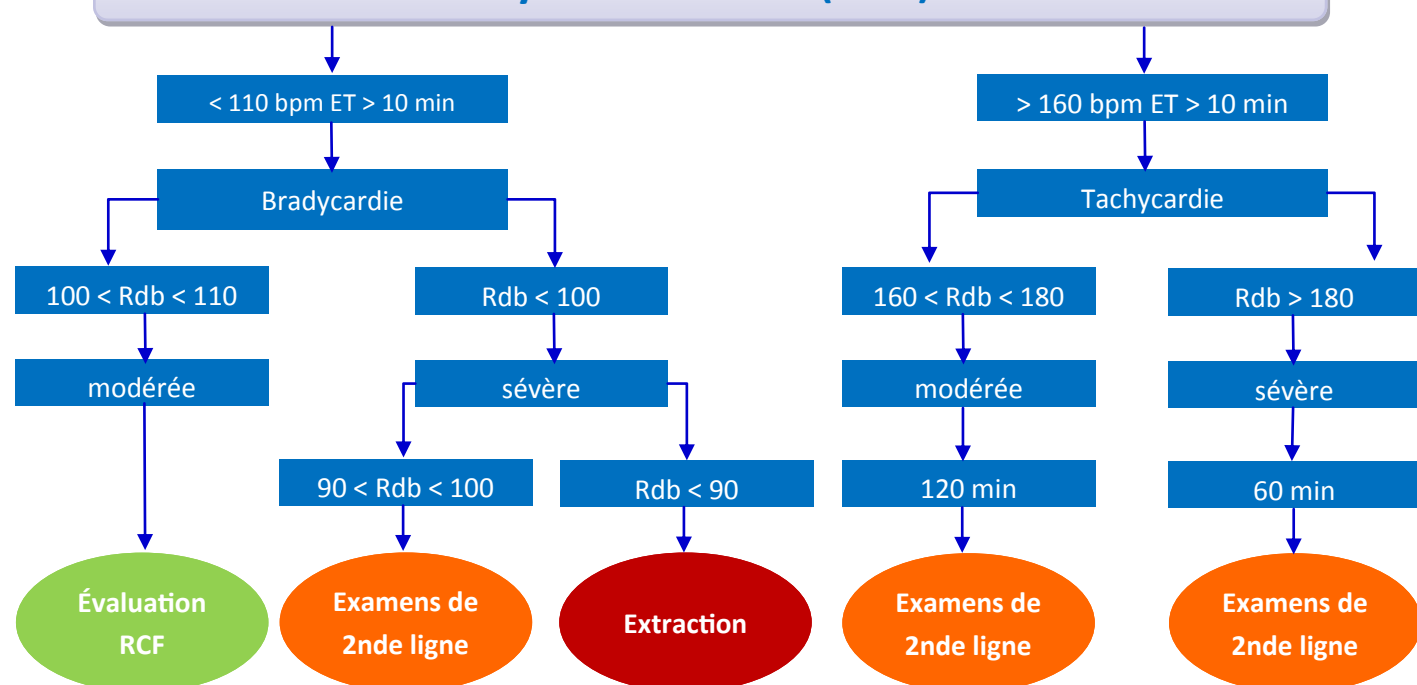 < 110 bpm ET > 10 min
> 160 bpm ET > 10 min
Bradycardie
Tachycardie
100 < Rdb < 110
Rdb < 100
160 < Rdb < 180
Rdb > 180
modérée
sévère
modérée
sévère
90 < Rdb < 100
Rdb < 90
120 min
60 min
Évaluation
RCF
Examens de
2nde ligne
Extraction
Examens de
2nde ligne
Examens de
2nde ligne